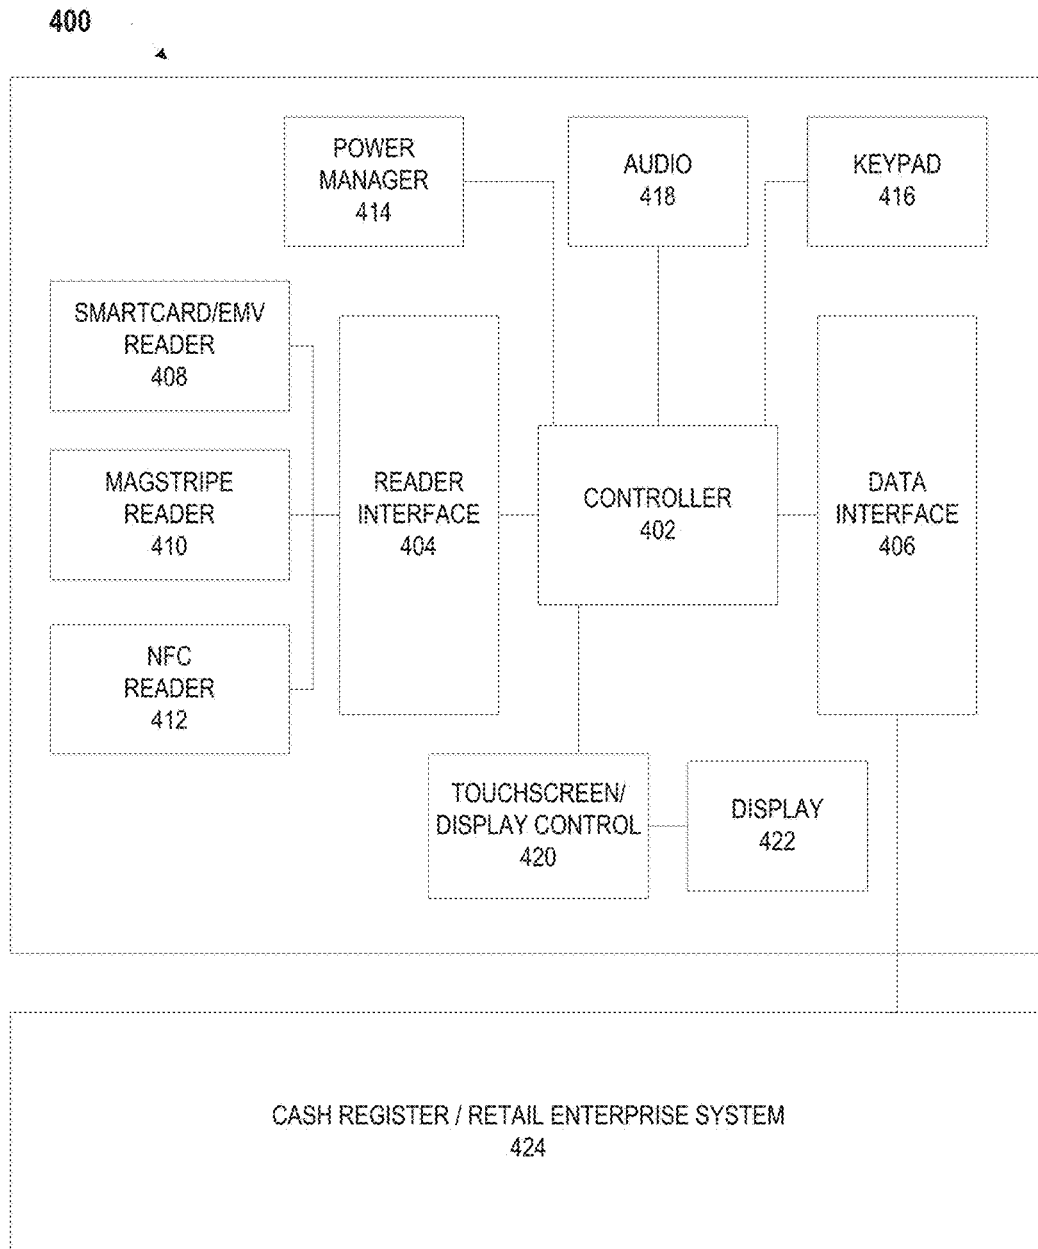 400
POWER
MANAGER
414
AUDIO
418
KEYPAD
416
SMARTCARD/EMV
READER
408
MAGSTRIPE
READER
410
NFC
READER
412
READER
INTERFACE
404
CONTROLLER
402
DATA
INTERFACE
406
TOUCHSCREEN/
DISPLAY CONTROL
420
DISPLAY
422
CASH REGISTER / RETAIL ENTERPRISE SYSTEM
424